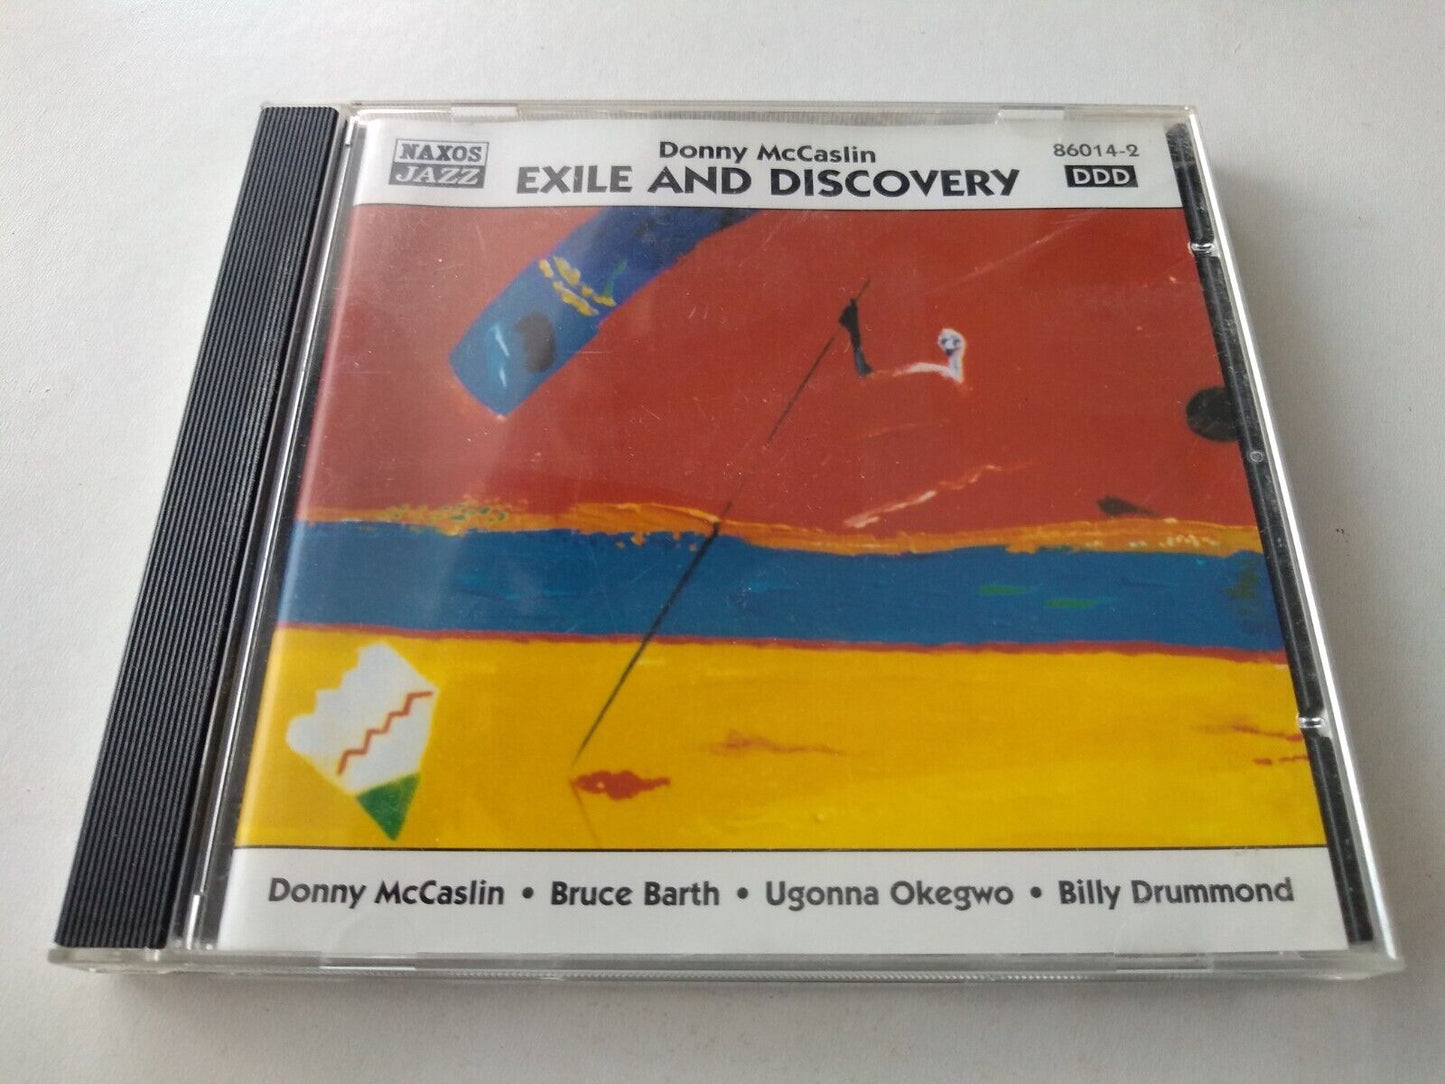 NAXOS
JAZZ
Donny McCaslin
EXILE AND DISCOVERY
86014-2
DDD
Donny McCaslin • Bruce Barth • Ugonna Okegwo • Billy Drummond